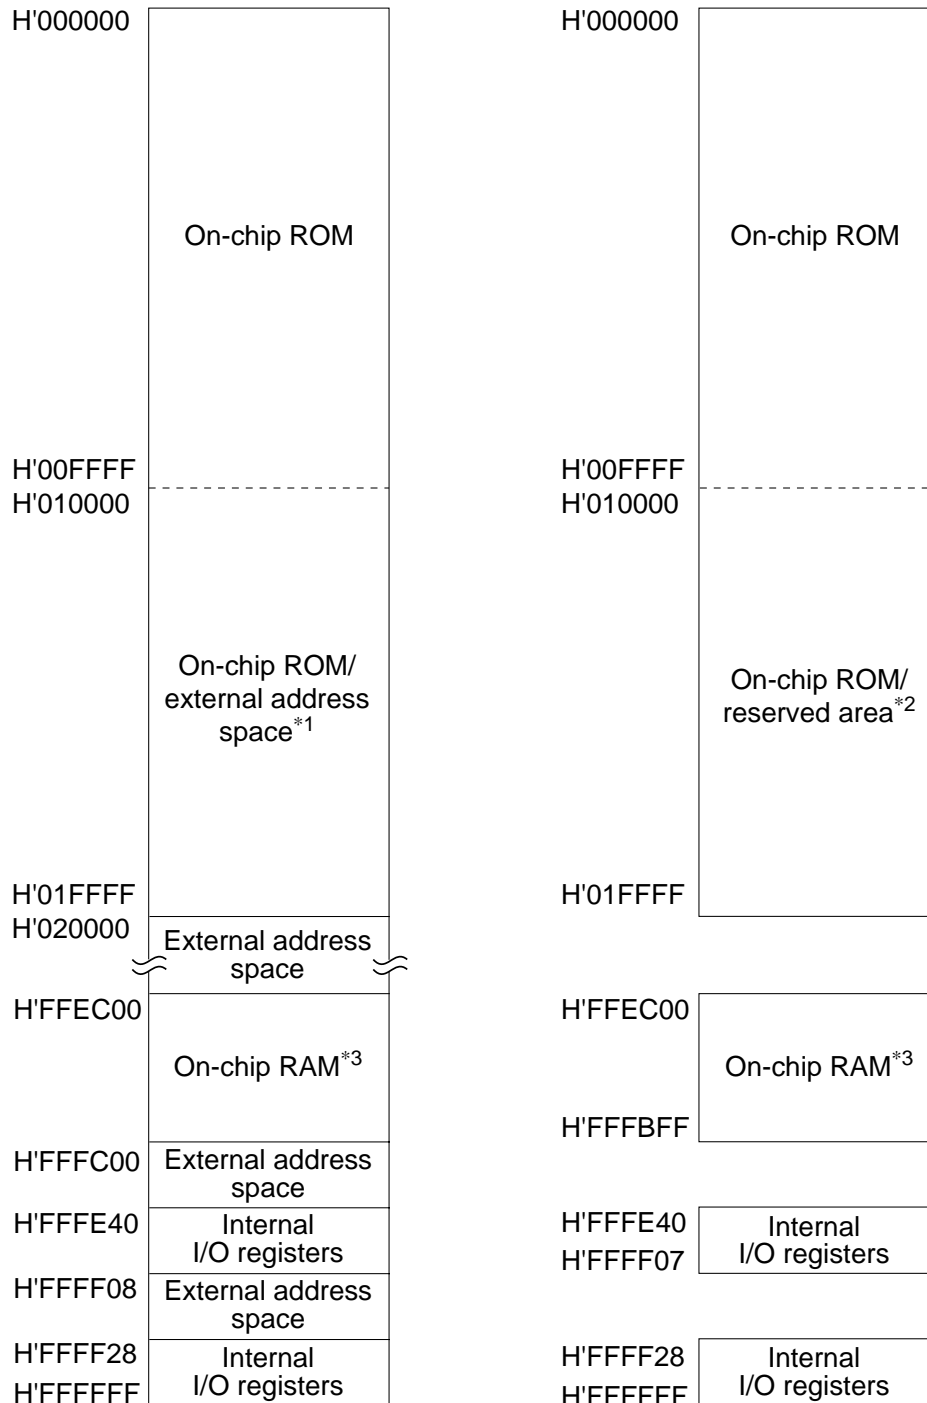 H'000000
On-chip ROM
H'00FFFF
H'010000
On-chip ROM/
external address
space*1
H'01FFFF
H'020000
External address
space
H'FFEC00
On-chip RAM*3
H'FFFC00
External address
space
H'FFFE40
Internal
I/O registers
H'FFFF08
External address
space
H'FFFF28
Internal
I/O registers
H'FFFFFF
H'000000
On-chip ROM
H'00FFFF
H'010000
On-chip ROM/
reserved area*2
H'01FFFF
H'FFEC00
On-chip RAM*3
H'FFFBFF
H'FFFE40
Internal
I/O registers
H'FFFF07
H'FFFF28
Internal
I/O registers
H'FFFFFF